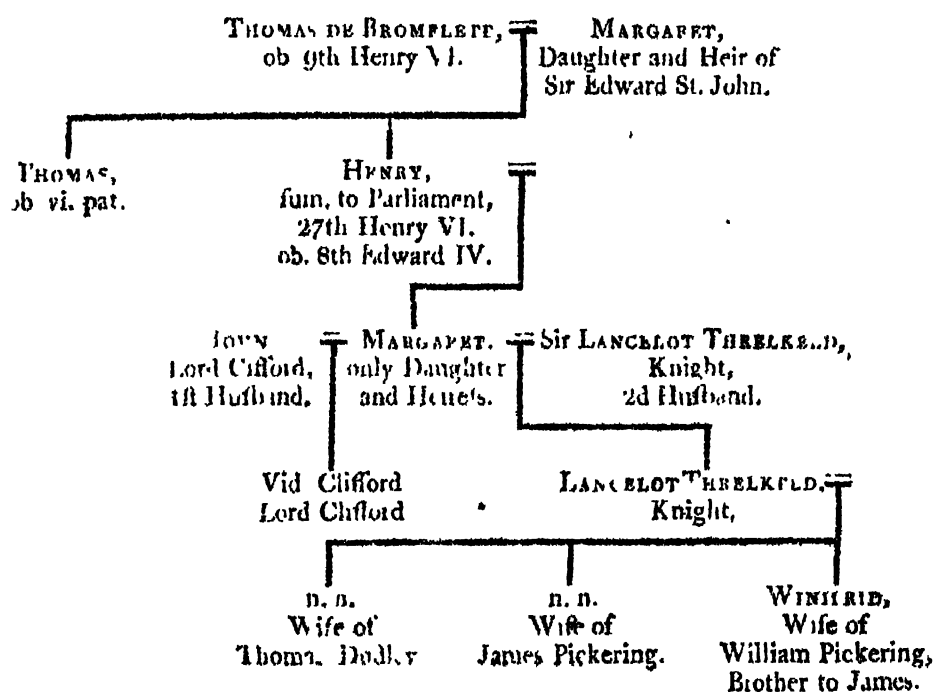 THOMAS DE BROMFLETE,
ob 9th Henry VI.
MARGARET,
Daughter and Heir of
Sir Edward St. John.
THOMAS,
ob vi. pat.
HENRY,
ſum. to Parliament,
27th Henry VI.
ob. 8th Edward IV.
JOHN
Lord Clifford,
1ſt Huſband.
MARGARET,
only Daughter
and Heireſs.
Sir LANCELOT THRELKELD,
Knight,
2d Huſband.
Vid Clifford
Lord Clifford
LANCELOT THRELKELD,
Knight,
n. n.
Wife of
Thoma. Dudley
n. n.
Wife of
James Pickering.
WINIFRID,
Wife of
William Pickering,
Brother to James.